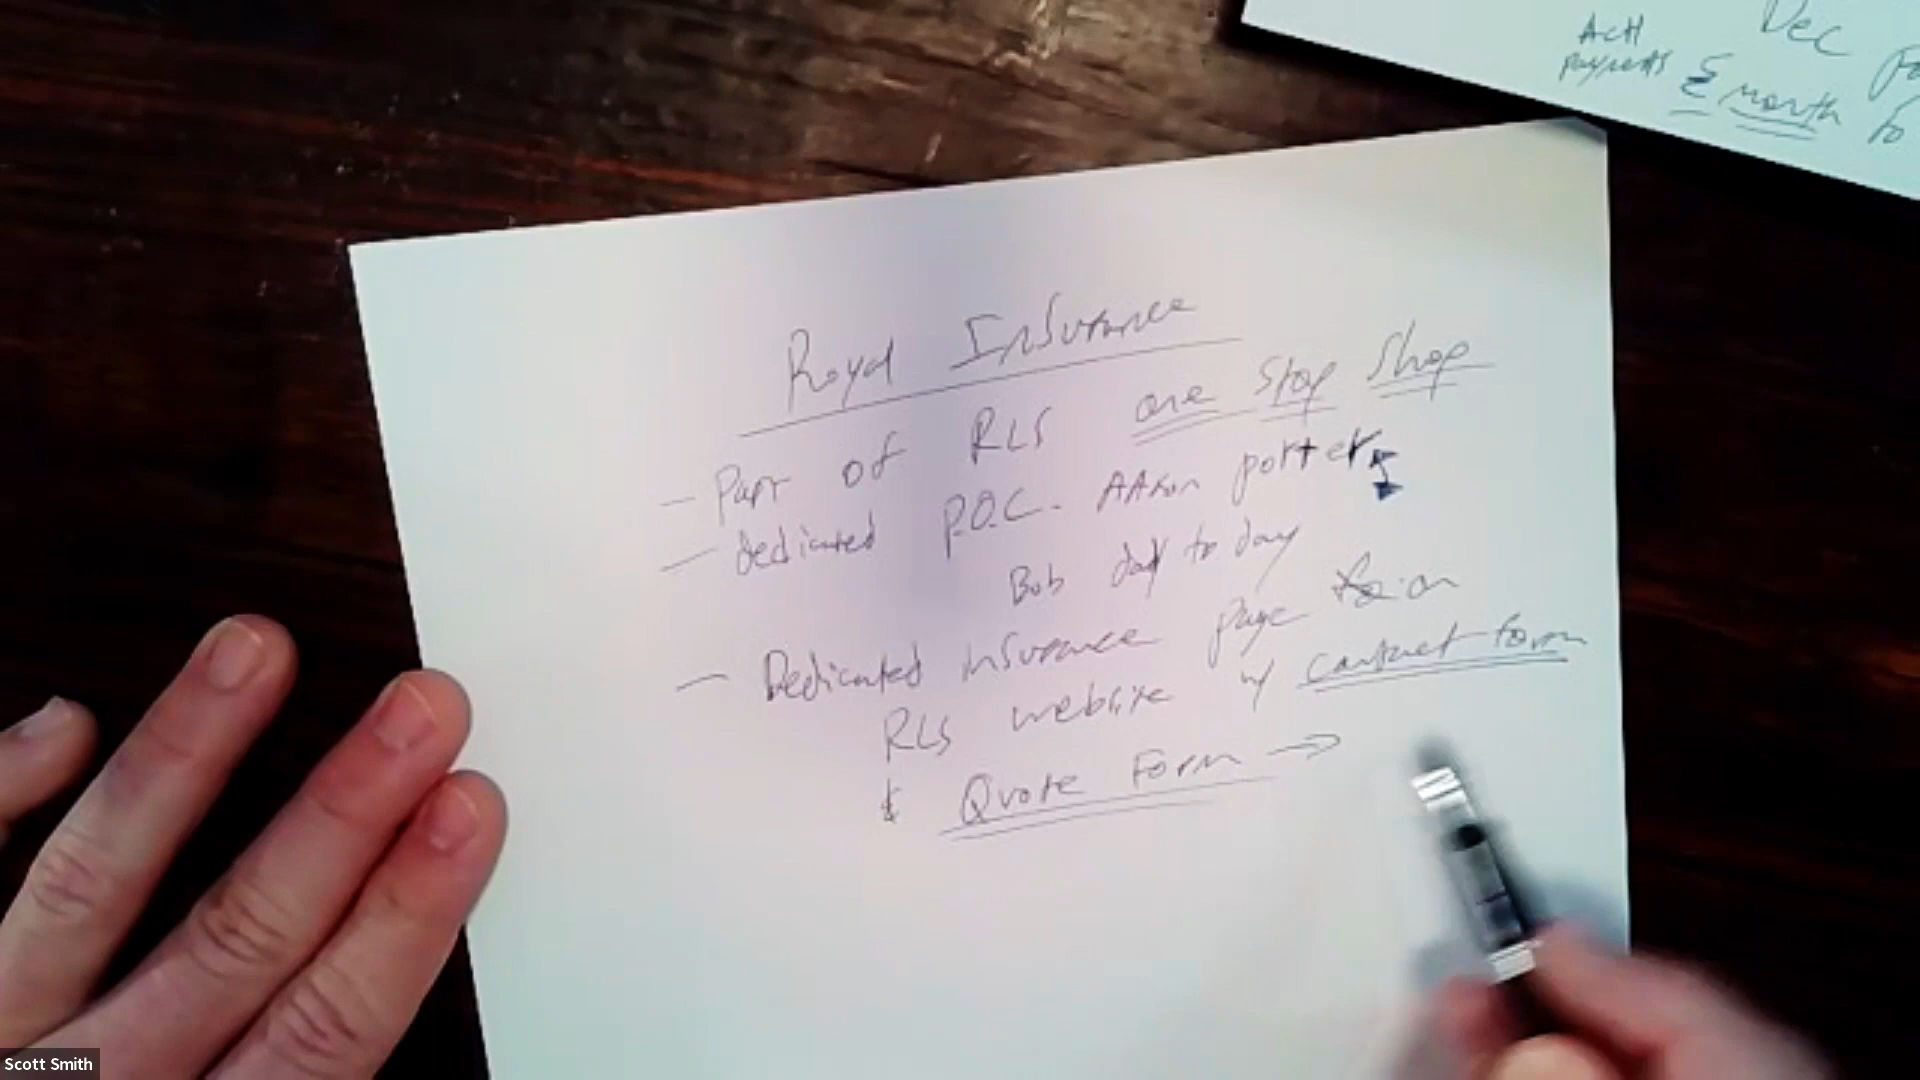 Dec
ACH
payments & month
Royal Insurance
- Part of RLS one stop shop
- dedicated P.O.C. AAron porter
Bob day to day
- Dedicated insurance page on
RLS website w/ contact form
& Quote Form →
Scott Smith